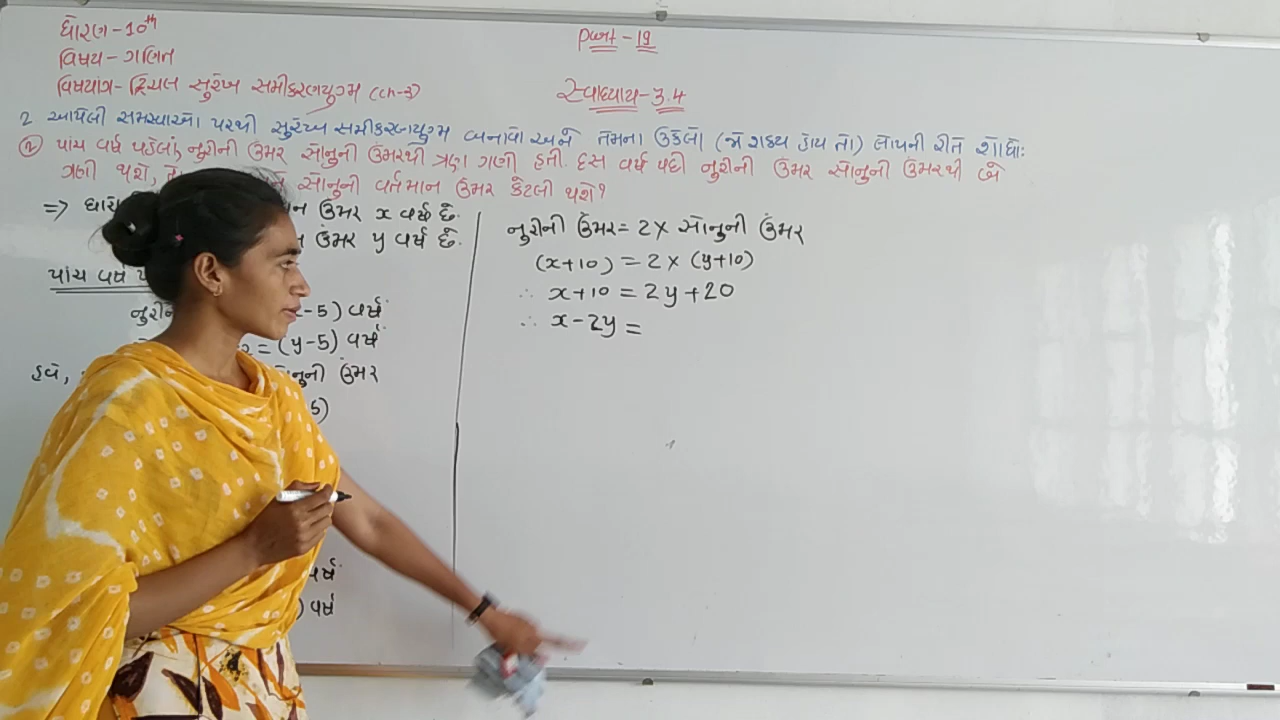 ધોરણ-10th
Part-19
વિષય-ગણિત
વિષયાંગ-દ્વિચલ સુરેખ સમીકરણયુગ્મ (ch-3)
સ્વાધ્યાય-3.4
2 આપેલી સમસ્યાઓ પરથી સુરેખ સમીકરણયુગ્મ બનાવો અને તેમના ઉકેલો (જો શક્ય હોય તો) લોપની રીતે શોધો:
② પાંચ વર્ષ પહેલાં, નુરીની ઉંમર સોનુની ઉંમરથી ત્રણ ગણી હતી. દસ વર્ષ પછી નુરીની ઉંમર સોનુની ઉંમરથી બે
ગણી થશે, સોનુની વર્તમાન ઉંમર કેટલી થશે?
⇒ ઉંમર x વર્ષ છે.
ઉંમર y વર્ષ છે.
પાંચ વર્ષ
-5) વર્ષ
= (y-5) વર્ષ
હવે, ઉંમર
5)
વર્ષ
) વર્ષ
નુરીની ઉંમર = 2 × સોનુની ઉંમર
(x+10) = 2 × (y+10)
∴ x+10 = 2y+20
∴ x-2y =